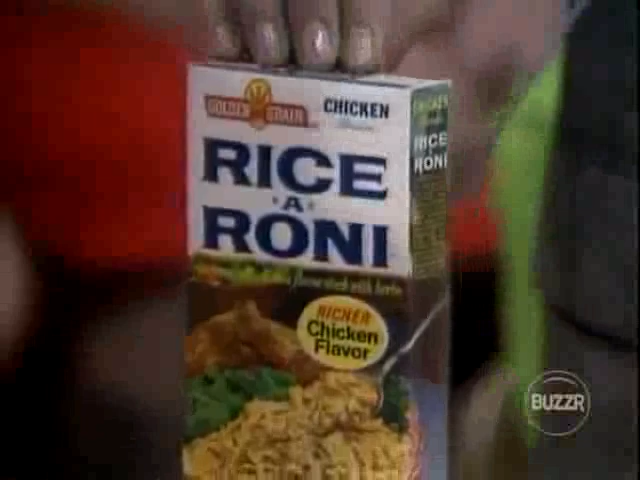 GOLDEN GRAIN
CHICKEN
RICE
A
RONI
RICHER
Chicken
Flavor
RICE
RONI
BUZZR